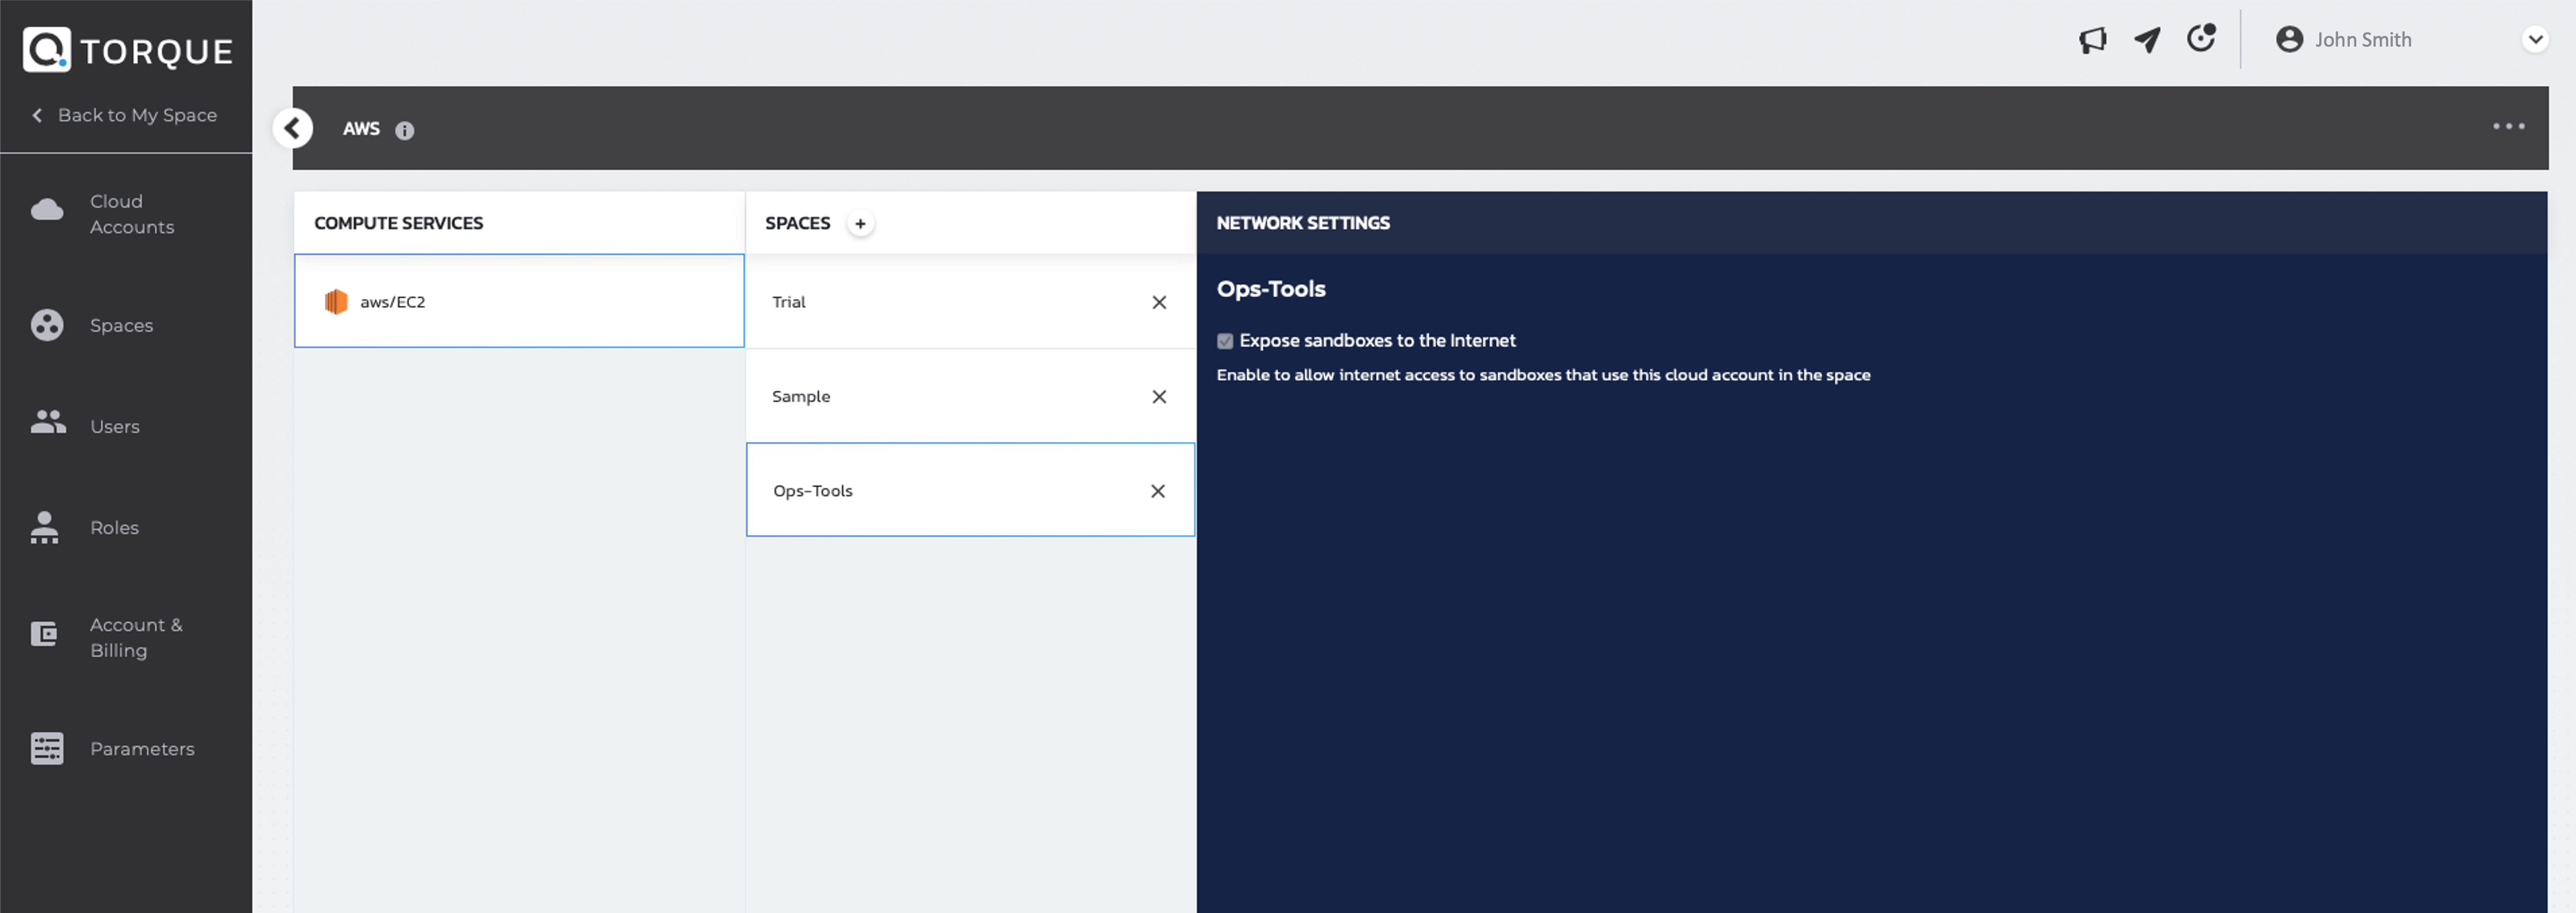 TORQUE
Back to My Space
Cloud
Accounts
Spaces
Users
Roles
Account &
Billing
Parameters
John Smith
AWS
COMPUTE SERVICES
aws/EC2
SPACES
Trial
Sample
Ops-Tools
NETWORK SETTINGS
Ops-Tools
Expose sandboxes to the Internet
Enable to allow internet access to sandboxes that use this cloud account in the space